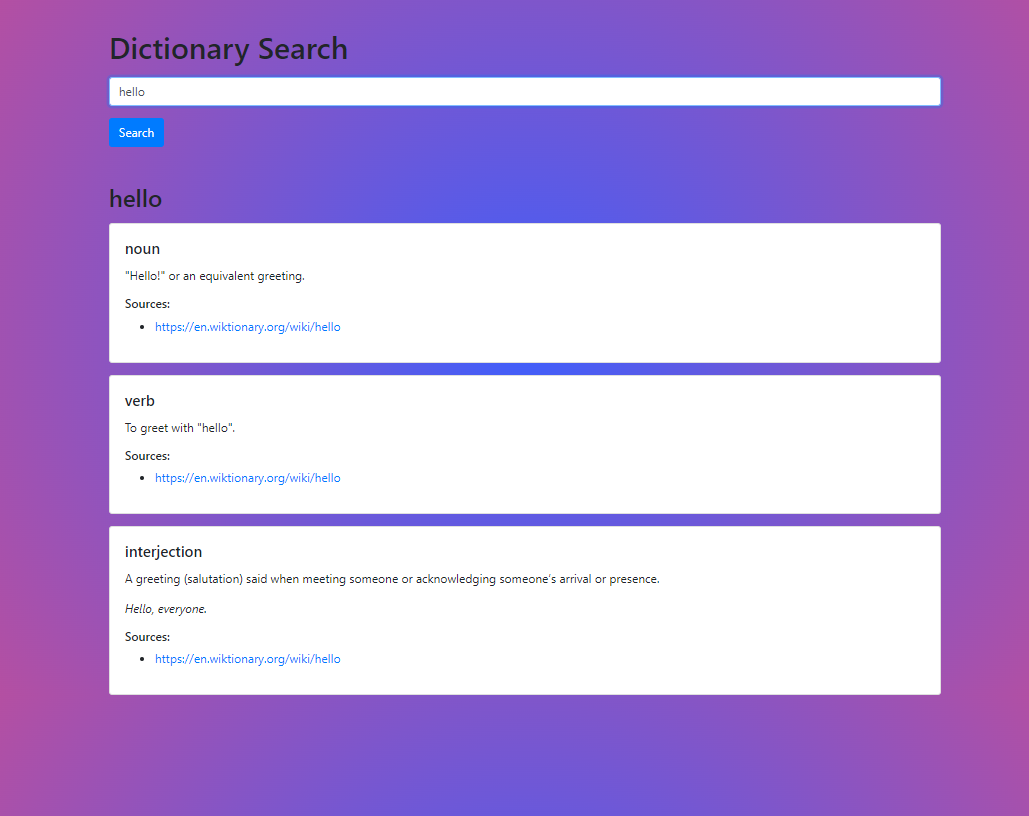 Dictionary Search
hello
Search
hello
noun
"Hello!" or an equivalent greeting.
Sources:
https://en.wiktionary.org/wiki/hello
verb
To greet with "hello".
Sources:
https://en.wiktionary.org/wiki/hello
interjection
A greeting (salutation) said when meeting someone or acknowledging someone's arrival or presence.
Hello, everyone.
Sources:
https://en.wiktionary.org/wiki/hello